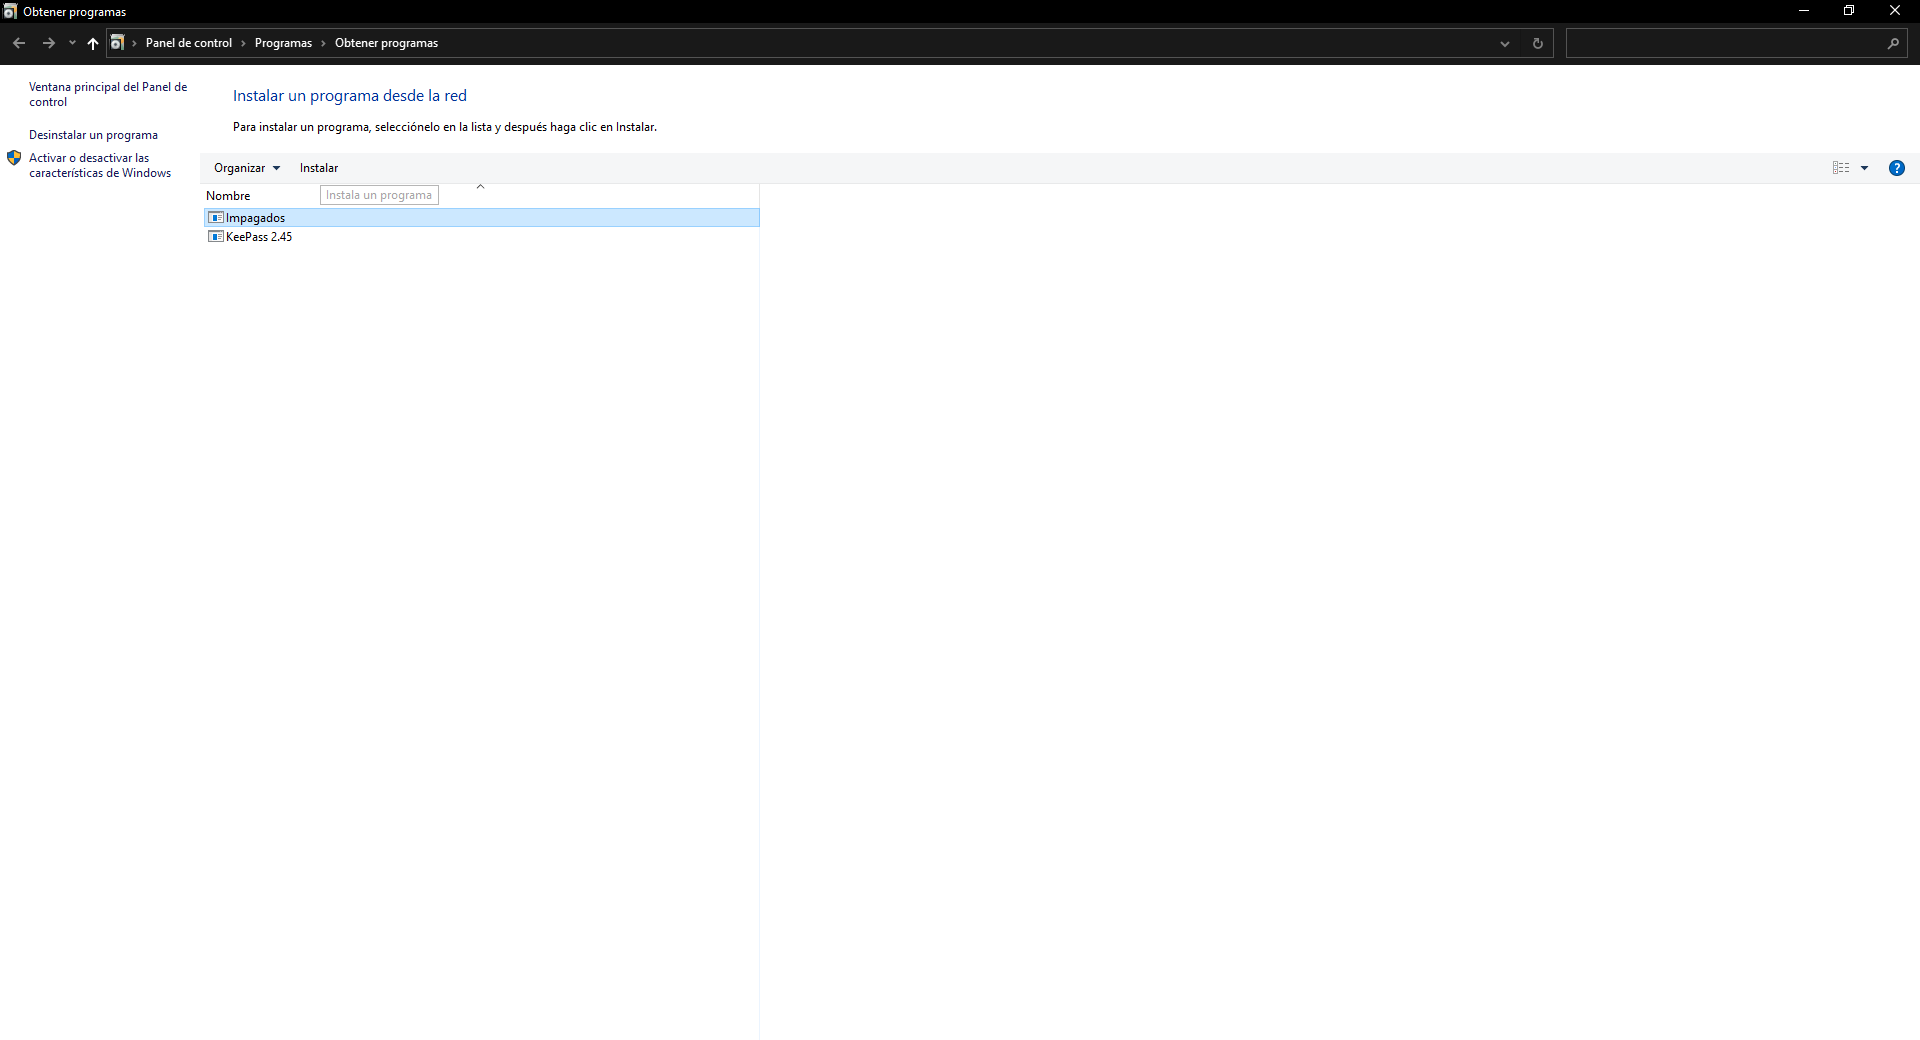 Obtener programas
Panel de control
Programas
Obtener programas
Ventana principal del Panel de
control
Desinstalar un programa
Activar o desactivar las
características de Windows
Instalar un programa desde la red
Para instalar un programa, selecciónelo en la lista y después haga clic en Instalar.
Organizar
Instalar
Nombre
Instala un programa
Impagados
KeePass 2.45